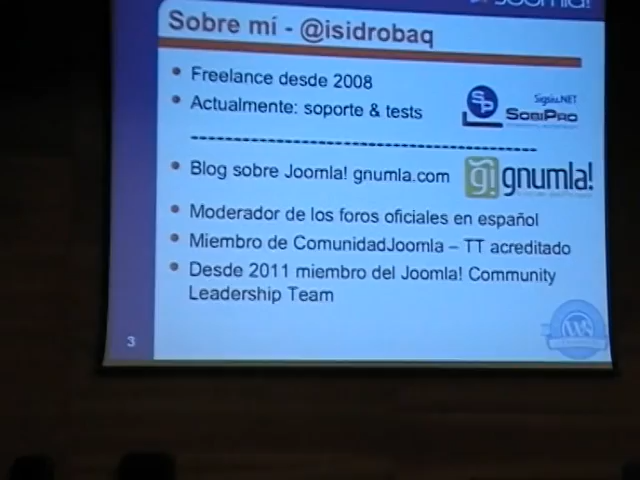 Joomla!
Sobre mí - @isidrobaq
Freelance desde 2008
Actualmente: soporte & tests
SP
Sigsiu.NET
SOBIPRO
Blog sobre Joomla! gnumla.com
g! gnumla!
Moderador de los foros oficiales en español
Miembro de ComunidadJoomla – TT acreditado
Desde 2011 miembro del Joomla! Community
Leadership Team
3